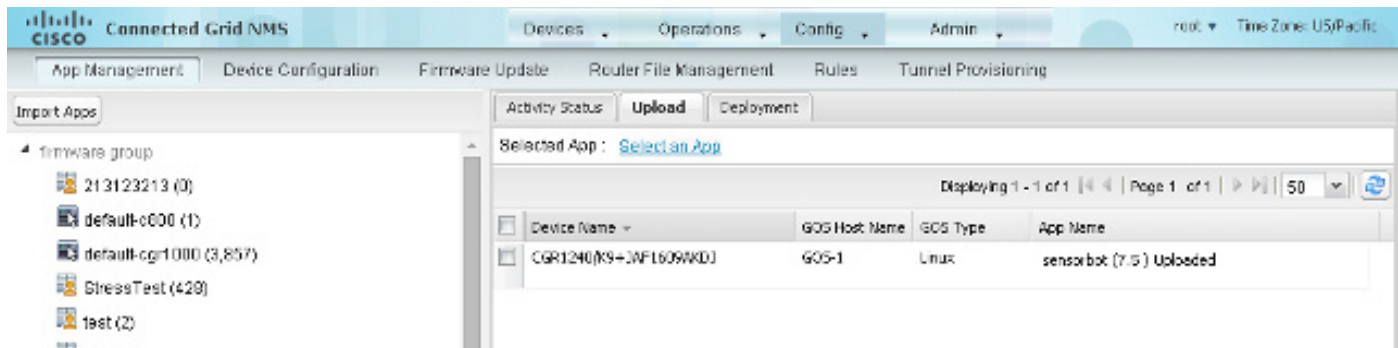 CISCO Connected Grid NMS Devices Operations Config Admin root Time Zone: US/Pacific
App Management Device Configuration Firmware Update Router File Management Rules Tunnel Provisioning
Import Apps
Activity Status Upload Deployment
Selected App : Select an App
firmware group
213123213 (0)
default-c800 (1)
default-cgr1000 (3,857)
StressTest (428)
test (2)
Displaying 1 - 1 of 1 Page 1 of 1 50
Device Name GOS Host Name GOS Type App Name
CGR1240/K9+JAF1609AKDJ GOS-1 Linux sensorbot (7.5 ) Uploaded